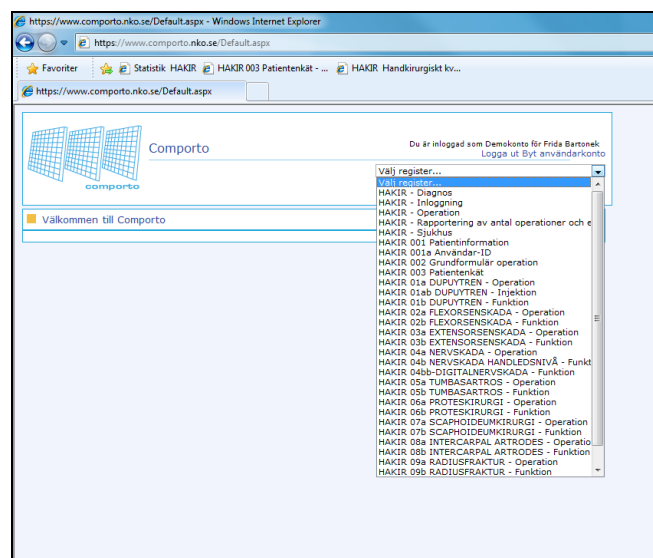 https://www.comporto.nko.se/Default.aspx - Windows Internet Explorer
https://www.comporto.nko.se/Default.aspx
Favoriter Statistik HAKIR HAKIR 003 Patientenkät - ... HAKIR Handkirurgiskt kv...
https://www.comporto.nko.se/Default.aspx
Comporto
Du är inloggad som Demokonto för Frida Bartonek
Logga ut Byt användarkonto
comporto
Välj register...
Välj register...
HAKIR - Diagnos
HAKIR - Inloggning
HAKIR - Operation
HAKIR - Rapportering av antal operationer och e
HAKIR - Sjukhus
HAKIR 001 Patientinformation
HAKIR 001a Användar-ID
HAKIR 002 Grundformulär operation
HAKIR 003 Patientenkät
HAKIR 01a DUPUYTREN - Operation
HAKIR 01ab DUPUYTREN - Injektion
HAKIR 01b DUPUYTREN - Funktion
HAKIR 02a FLEXORSENSKADA - Operation
HAKIR 02b FLEXORSENSKADA - Funktion
HAKIR 03a EXTENSORSENSKADA - Operation
HAKIR 03b EXTENSORSENSKADA - Funktion
HAKIR 04a NERVSKADA - Operation
HAKIR 04b NERVSKADA HANDLEDSNIVÅ - Funkt
HAKIR 04bb-DIGITALNERVSKADA - Funktion
HAKIR 05a TUMBASARTROS - Operation
HAKIR 05b TUMBASARTROS - Funktion
HAKIR 06a PROTESKIRURGI - Operation
HAKIR 06b PROTESKIRURGI - Funktion
HAKIR 07a SCAPHOIDEUMKIRURGI - Operation
HAKIR 07b SCAPHOIDEUMKIRURGI - Funktion
HAKIR 08a INTERCARPAL ARTRODES - Operatio
HAKIR 08b INTERCARPAL ARTRODES - Funktion
HAKIR 09a RADIUSFRAKTUR - Operation
HAKIR 09b RADIUSFRAKTUR - Funktion
Välkommen till Comporto